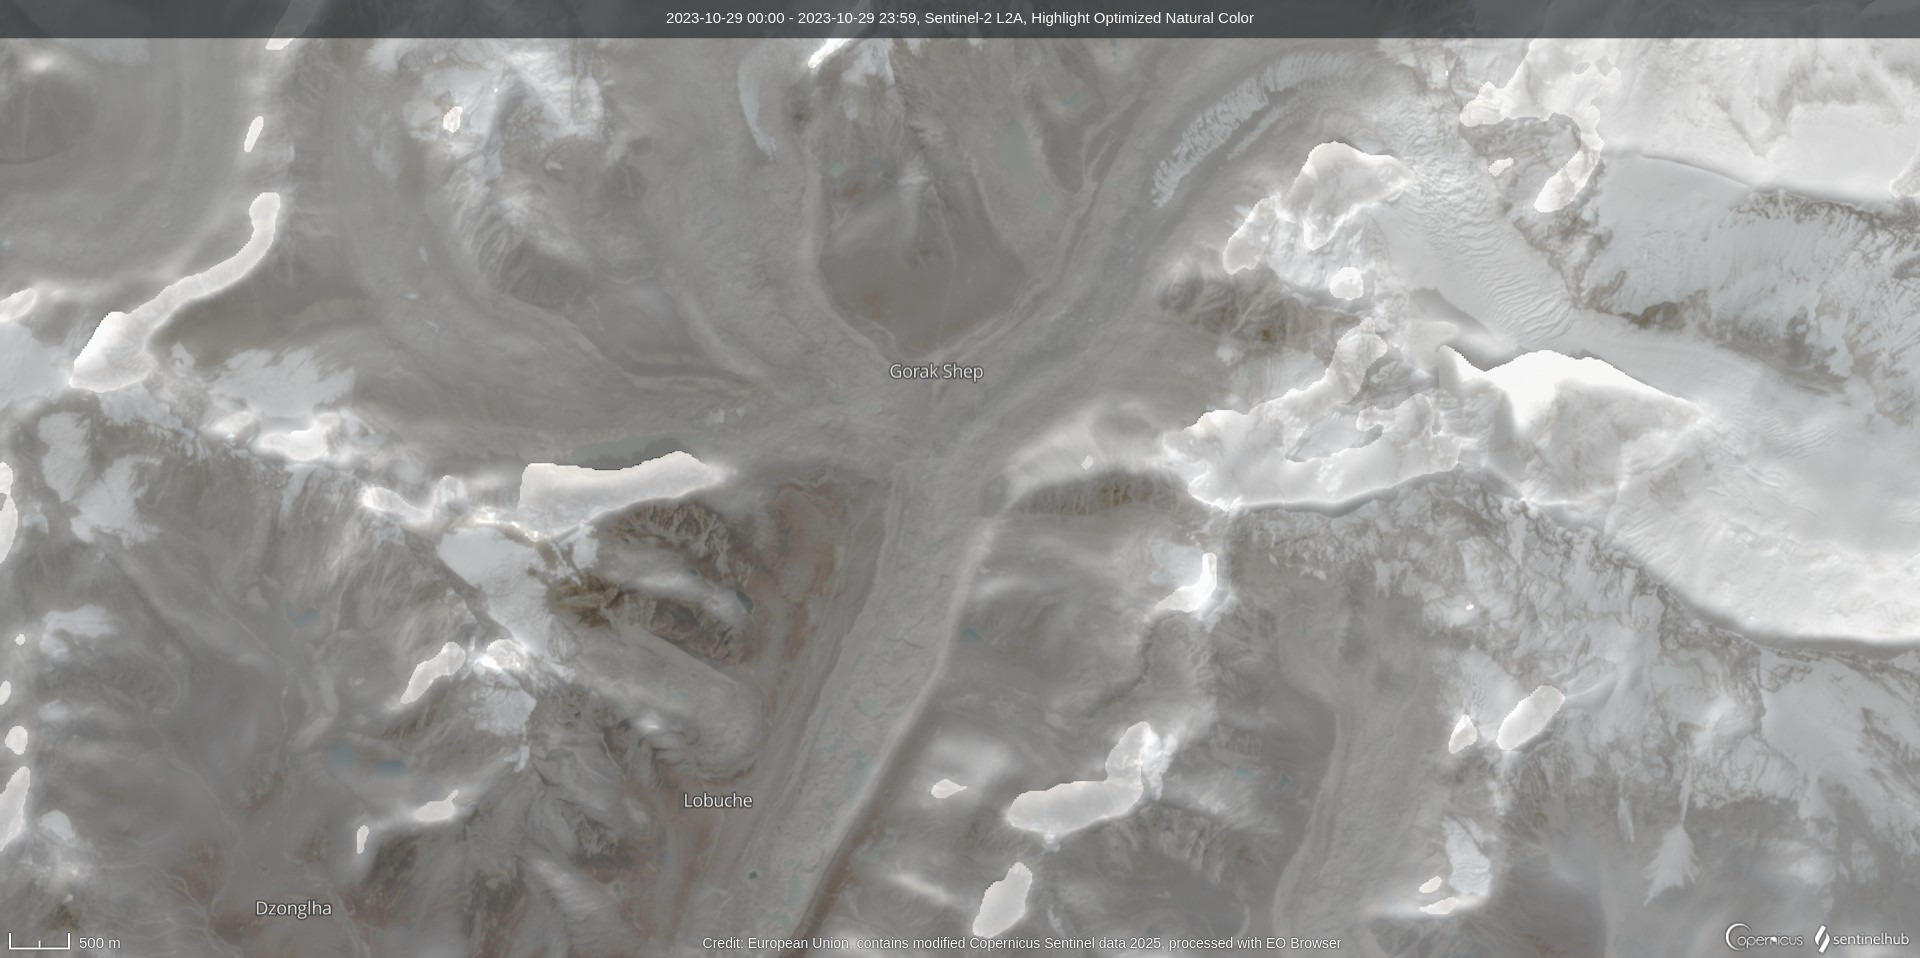 2023-10-29 00:00 - 2023-10-29 23:59, Sentinel-2 L2A, Highlight Optimized Natural Color
Gorak Shep
Lobuche
Dzonglha
500 m
Credit: European Union, contains modified Copernicus Sentinel data 2025, processed with EO Browser
Copernicus
sentinelhub